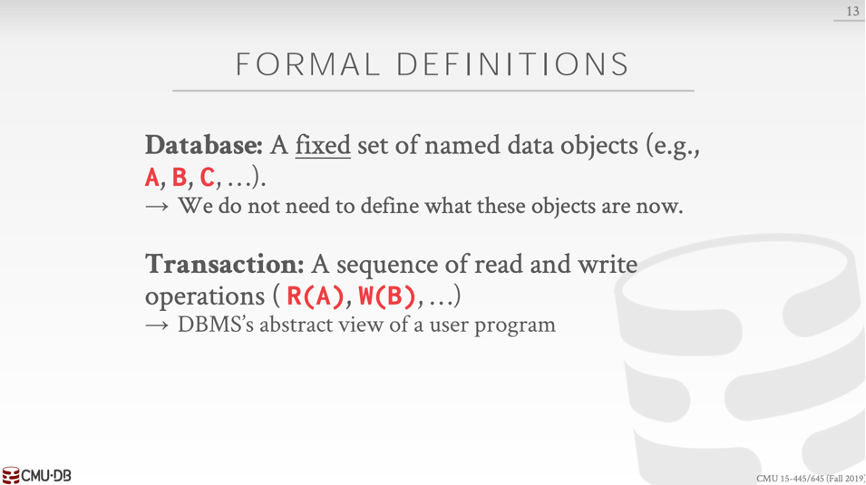 13
FORMAL DEFINITIONS
Database: A fixed set of named data objects (e.g.,
A, B, C, …).
→ We do not need to define what these objects are now.
Transaction: A sequence of read and write
operations ( R(A), W(B), …)
→ DBMS’s abstract view of a user program
CMU·DB
CMU 15-445/645 (Fall 2019)